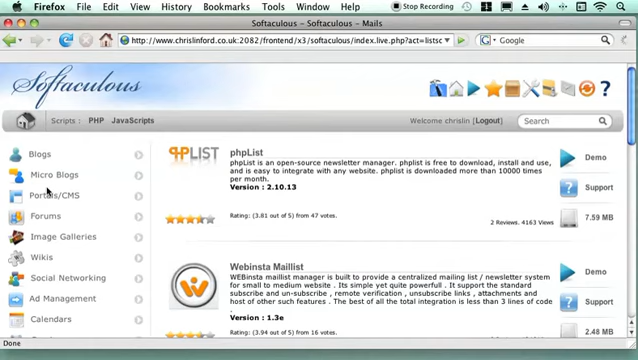 Firefox File Edit View History Bookmarks Tools Window Help Stop Recording
Softaculous - Softaculous - Mails
http://www.chrislinford.co.uk:2082/frontend/x3/softaculous/index.live.php?act=listsc Google
Softaculous
Scripts: PHP JavaScripts Welcome chrislin [Logout] Search
Blogs
Micro Blogs
Portals/CMS
Forums
Image Galleries
Wikis
Social Networking
Ad Management
Calendars
PHPLIST
phpList
phpList is an open-source newsletter manager. phplist is free to download, install and use,
and is easy to integrate with any website. phplist is downloaded more than 10000 times
per month.
Version : 2.10.13
Rating: (3.81 out of 5) from 47 votes.
2 Reviews. 4163 Views
Demo
Support
7.59 MB
Webinsta Maillist
WEBinsta maillist manager is built to provide a centralized mailing list / newsletter system
for small to medium website . Its simple yet quite powerfull . It support the standard
subscribe and un-subscribe , remote verification , unsubscribe links , attachments and
host of other such features. The best of all the total integration is less than 3 lines of code
.
Version : 1.3e
Rating: (3.94 out of 5) from 16 votes.
Demo
Support
2.48 MB
Done